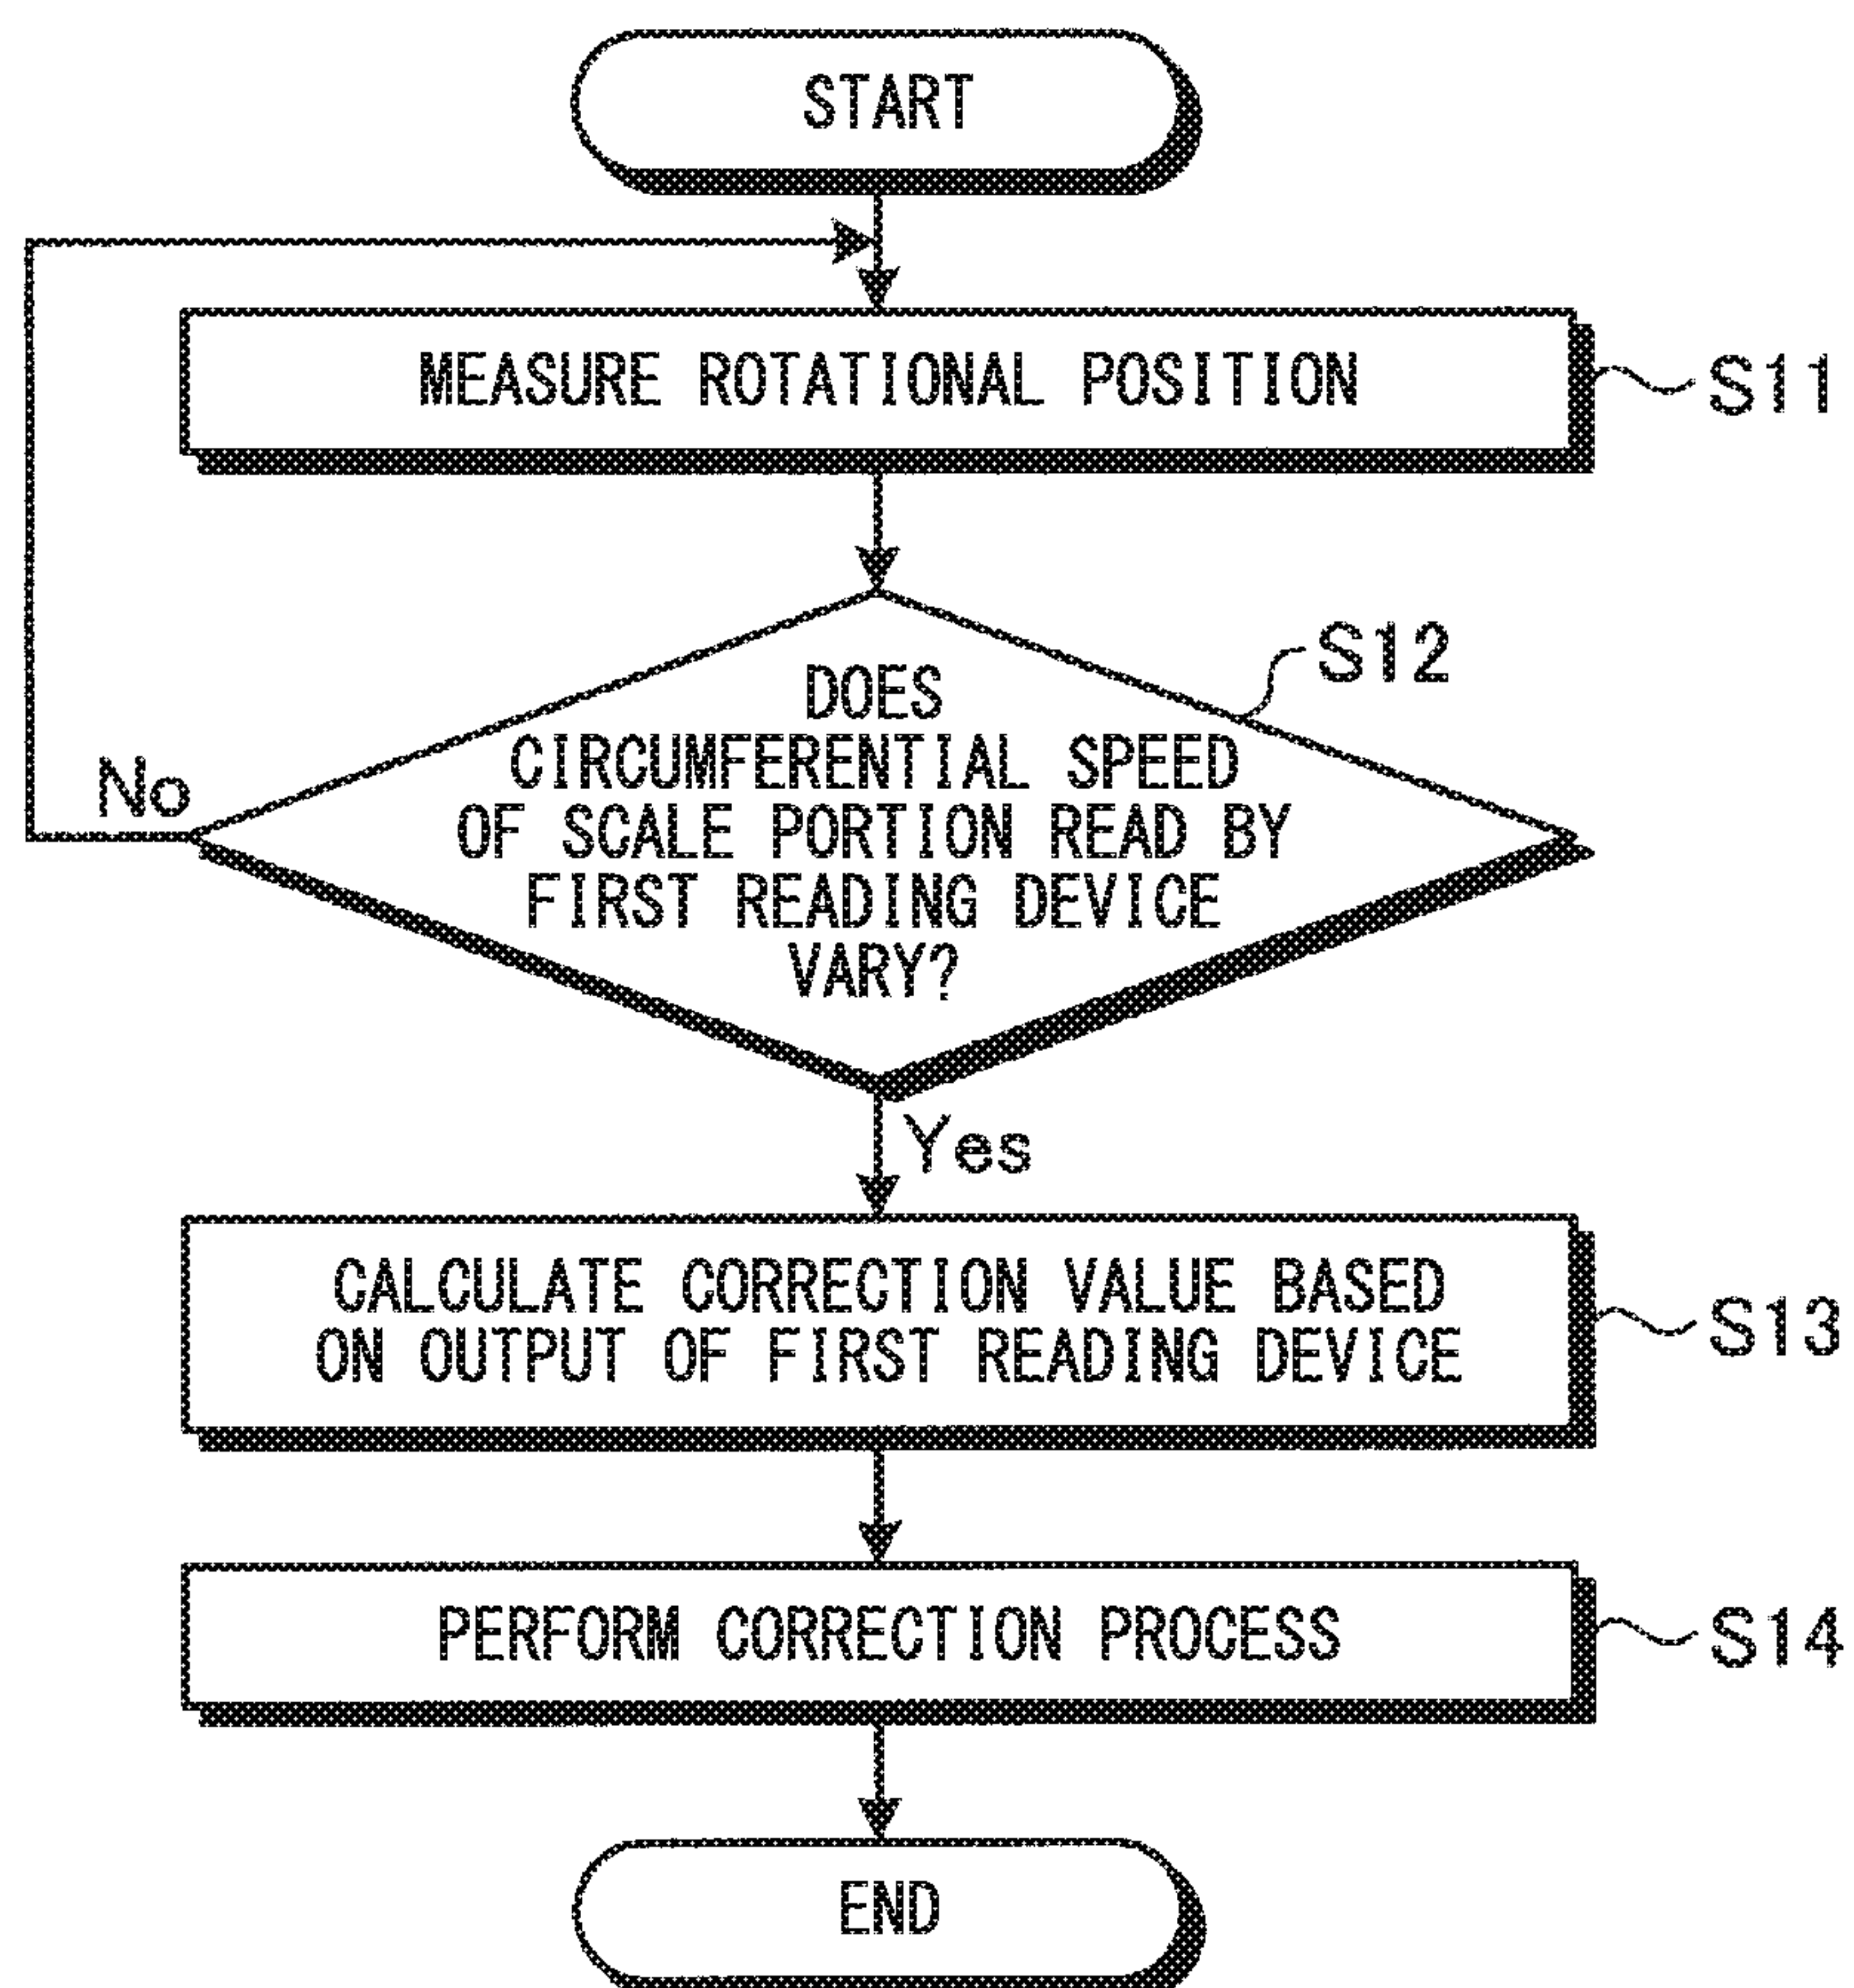 START
MEASURE ROTATIONAL POSITION
S11
S12
DOES
CIRCUMFERENTIAL SPEED
OF SCALE PORTION READ BY
FIRST READING DEVICE
VARY?
No
Yes
CALCULATE CORRECTION VALUE BASED
ON OUTPUT OF FIRST READING DEVICE
S13
PERFORM CORRECTION PROCESS
S14
END